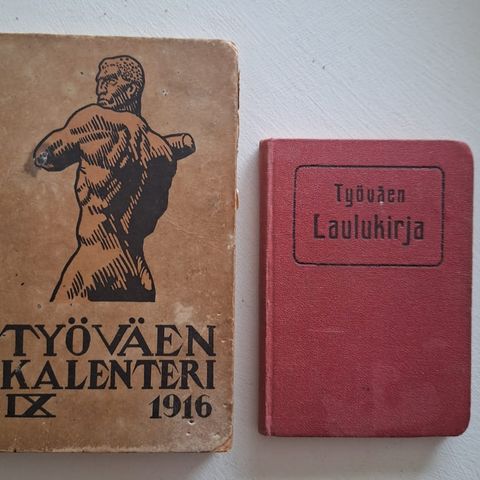 TYÖVÄEN
KALENTERI
IX 1916
Työväen
Laulukirja